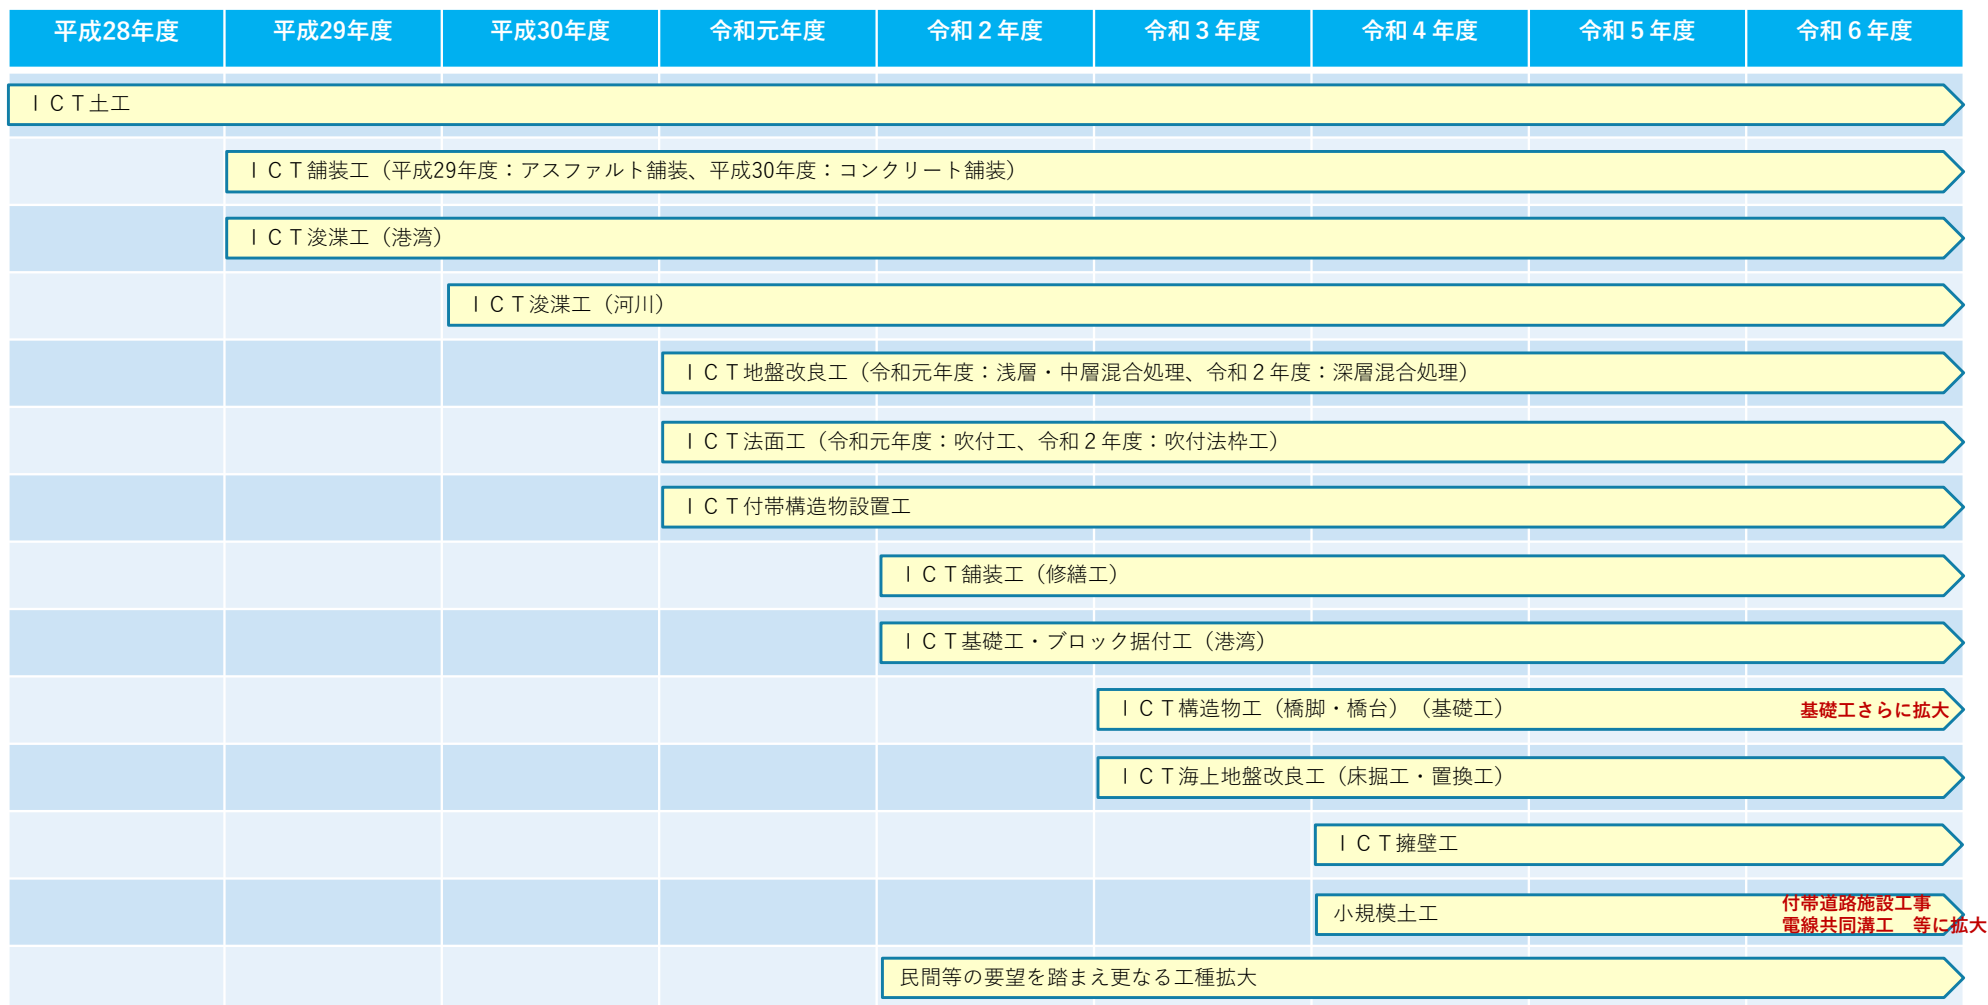 平成28年度 平成29年度 平成30年度 令和元年度 令和２年度 令和３年度 令和４年度 令和５年度 令和６年度
ＩＣＴ土工
ＩＣＴ舗装工（平成29年度：アスファルト舗装、平成30年度：コンクリート舗装）
ＩＣＴ浚渫工（港湾）
ＩＣＴ浚渫工（河川）
ＩＣＴ地盤改良工（令和元年度：浅層・中層混合処理、令和２年度：深層混合処理）
ＩＣＴ法面工（令和元年度：吹付工、令和２年度：吹付法枠工）
ＩＣＴ付帯構造物設置工
ＩＣＴ舗装工（修繕工）
ＩＣＴ基礎工・ブロック据付工（港湾）
ＩＣＴ構造物工（橋脚・橋台）（基礎工） 基礎工さらに拡大
ＩＣＴ海上地盤改良工（床掘工・置換工）
ＩＣＴ擁壁工
小規模土工
付帯道路施設工事
電線共同溝工　等に拡大
民間等の要望を踏まえ更なる工種拡大